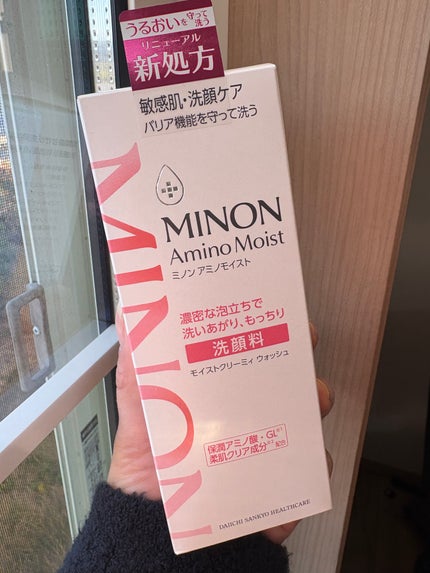 うるおいを守って洗う
リニューアル
新処方
敏感肌・洗顔ケア
バリア機能を守って洗う
MINON
MINON
Amino Moist
ミノン アミノモイスト
濃密な泡立ちで
洗いあがり、もっちり
洗顔料
モイストクリーミィ ウォッシュ
保潤アミノ酸・GL※1
柔肌クリア成分※2 配合
DAIICHI SANKYO HEALTHCARE